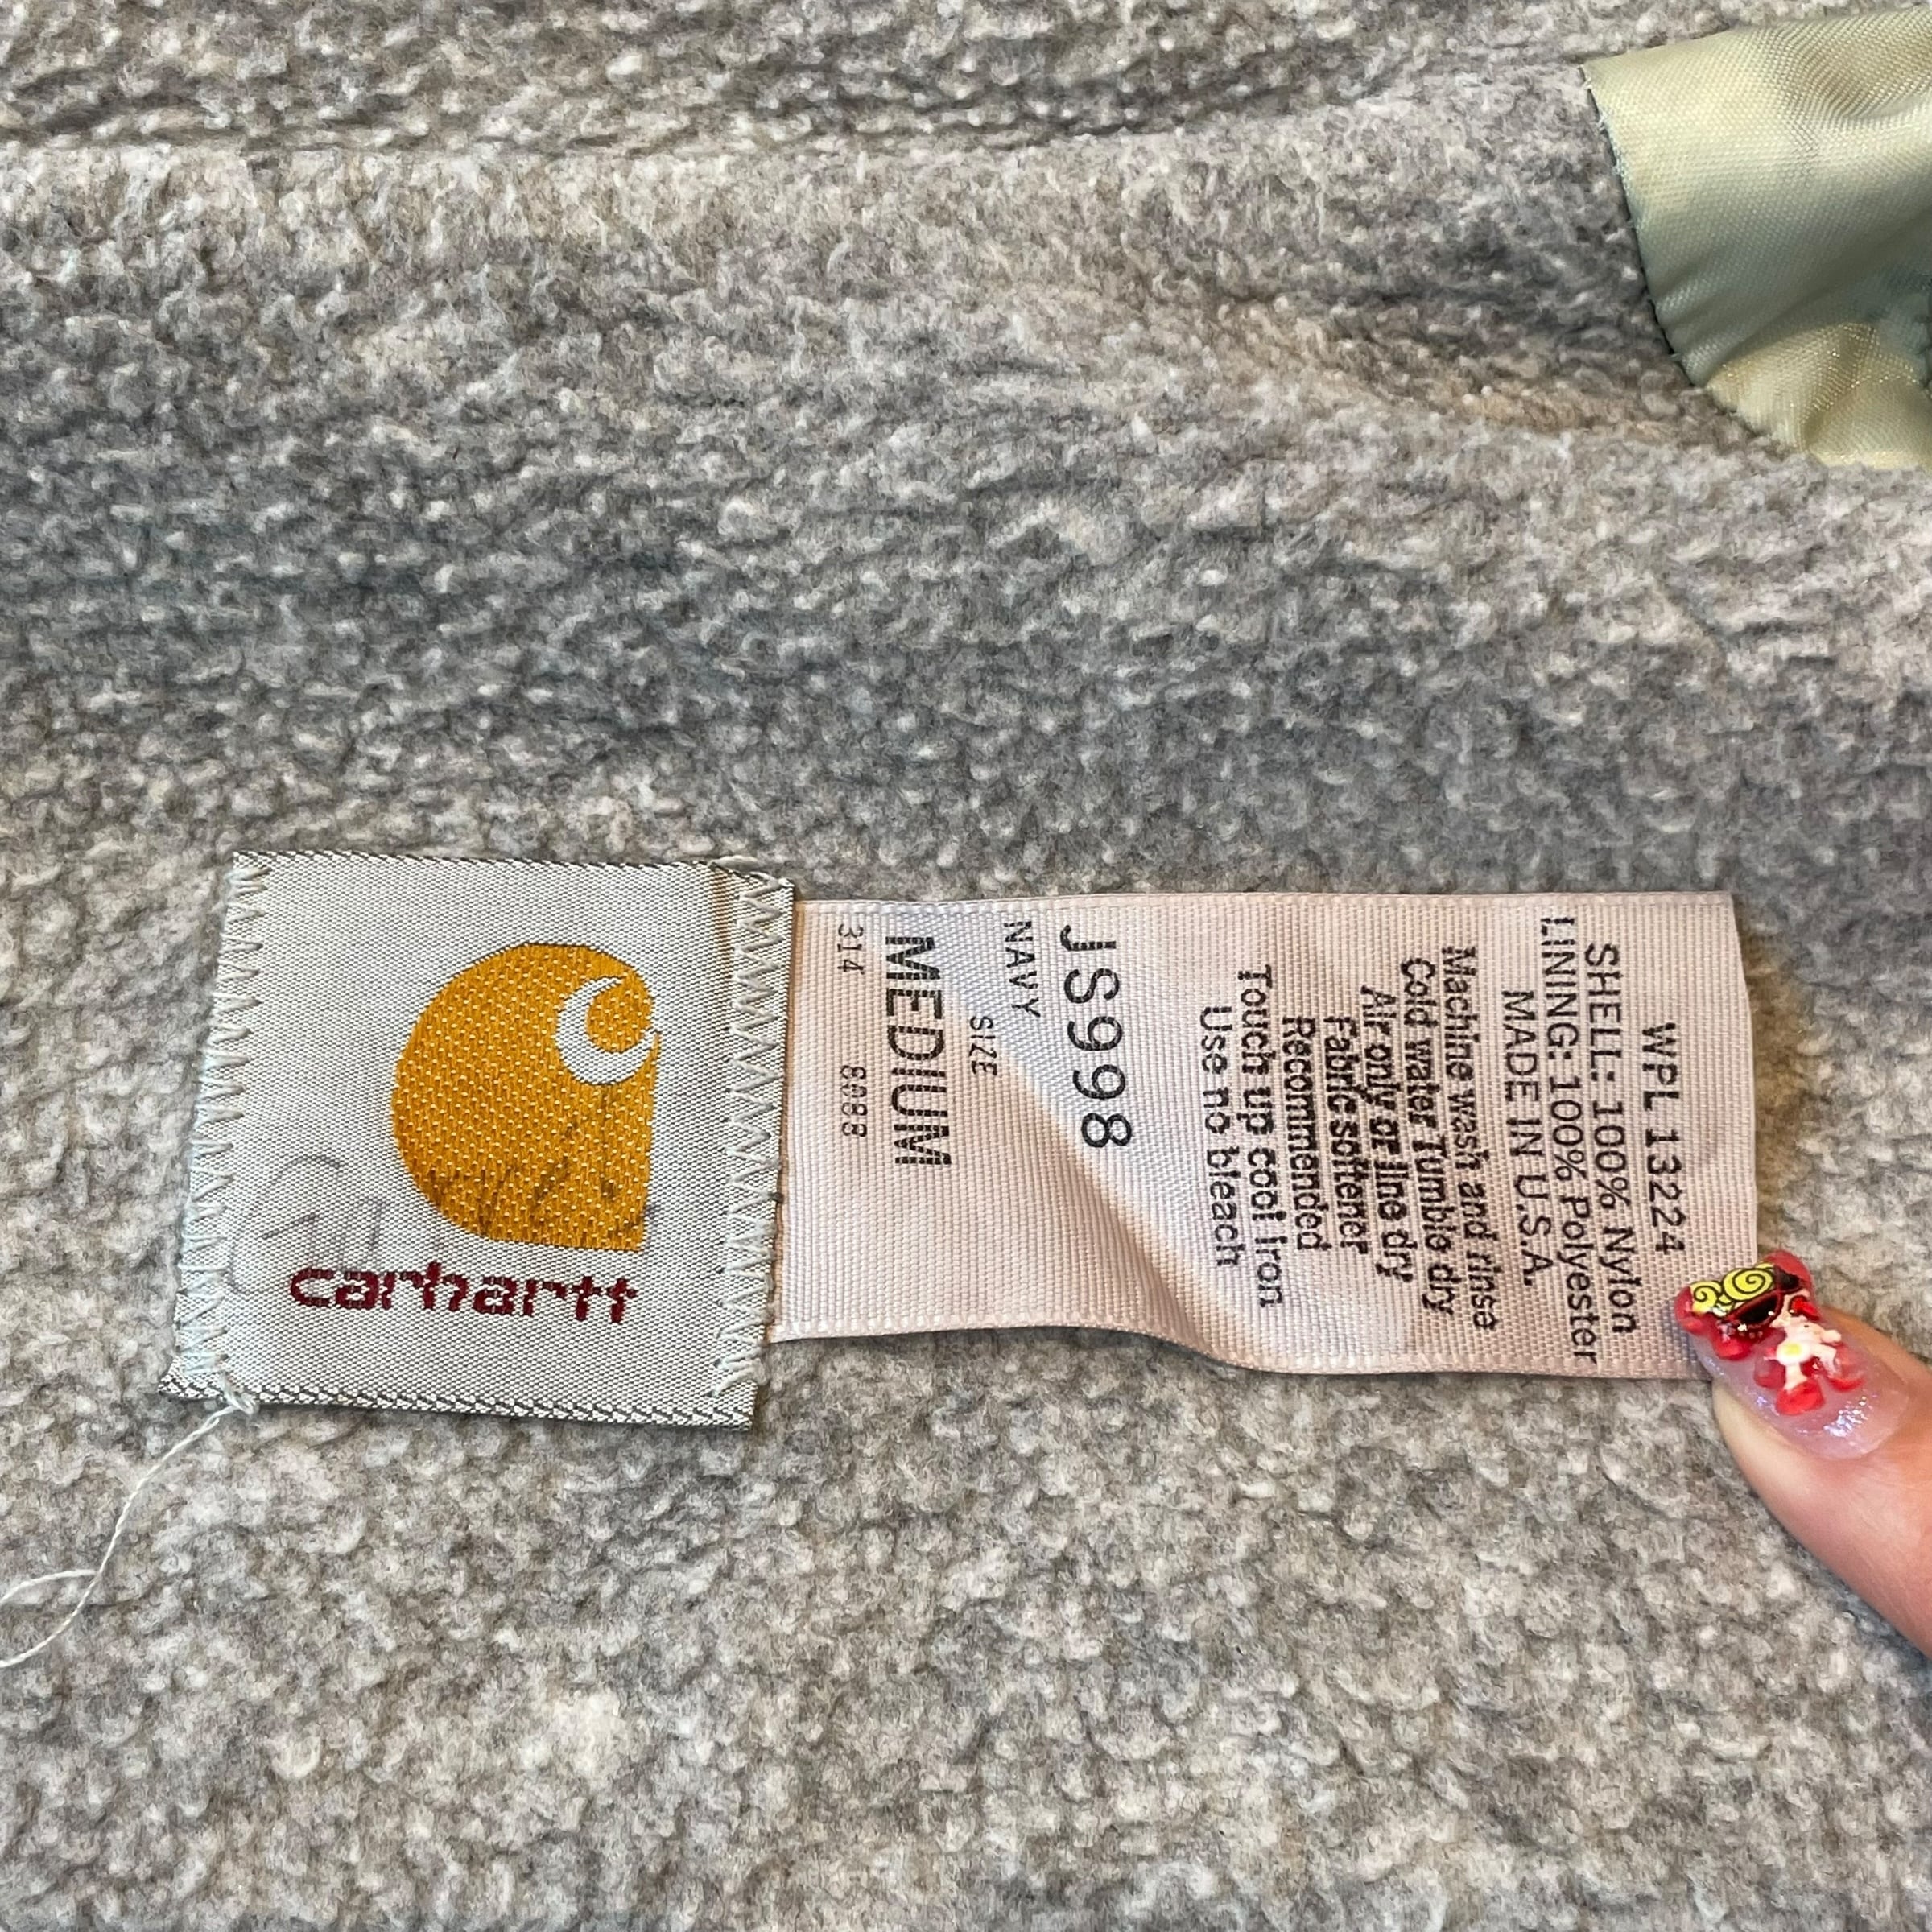 carhartt
WPL 13224
SHELL: 100% Nylon
LINING: 100% Polyester
MADE IN U.S.A.
Machine wash and rinse
Cold water Tumble dry
Air only or line dry
Fabric softener
Recommended
Touch up cool iron
Use no bleach
JS998
NAVY
SIZE
MEDIUM
314 8088